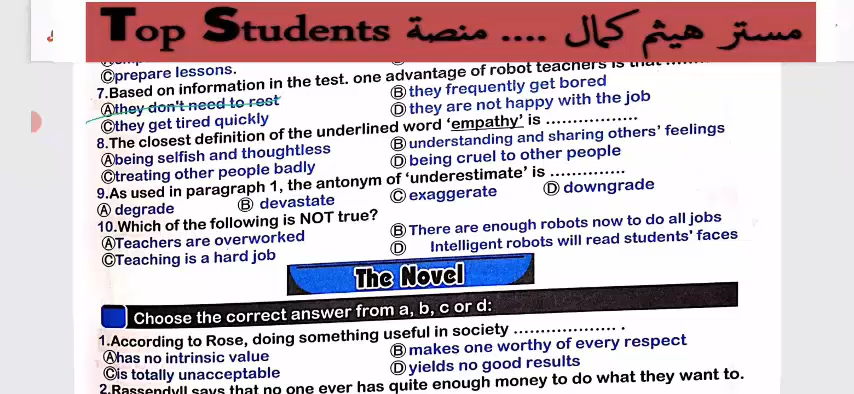 Top Students مستر هيثم كمال .... منصة
Ⓒprepare lessons.
7.Based on information in the test. one advantage of robot teachers is that ......
Ⓐthey don't need to rest Ⓑthey frequently get bored
Ⓒthey get tired quickly Ⓓthey are not happy with the job
8.The closest definition of the underlined word ‘empathy’ is ..................
Ⓐbeing selfish and thoughtless Ⓑunderstanding and sharing others’ feelings
Ⓒtreating other people badly Ⓓbeing cruel to other people
9.As used in paragraph 1, the antonym of ‘underestimate’ is ...............
Ⓐ degrade Ⓑ devastate Ⓒ exaggerate Ⓓ downgrade
10.Which of the following is NOT true?
ⒶTeachers are overworked ⒷThere are enough robots now to do all jobs
ⒸTeaching is a hard job Ⓓ Intelligent robots will read students' faces
The Novel
Choose the correct answer from a, b, c or d:
1.According to Rose, doing something useful in society .................... .
Ⓐhas no intrinsic value Ⓑmakes one worthy of every respect
Ⓒis totally unacceptable Ⓓyields no good results
2.Rassendyll says that no one ever has quite enough money to do what they want to.